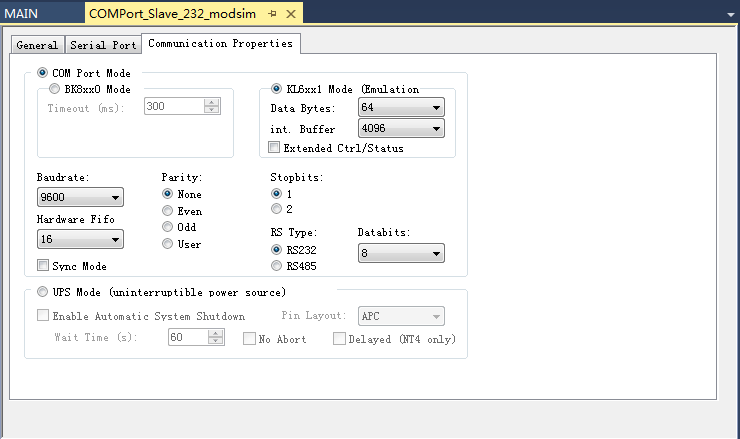 MAIN
COMPort_Slave_232_modsim
General
Serial Port
Communication Properties
COM Port Mode
BK8xx0 Mode
Timeout (ms):
300
KL6xx1 Mode (Emulation
Data Bytes:
64
int. Buffer
4096
Extended Ctrl/Status
Baudrate:
9600
Hardware Fifo
16
Sync Mode
Parity:
None
Even
Odd
User
Stopbits:
1
2
RS Type:
RS232
RS485
Databits:
8
UPS Mode (uninterruptible power source)
Enable Automatic System Shutdown
Pin Layout:
APC
Wait Time (s):
60
No Abort
Delayed (NT4 only)